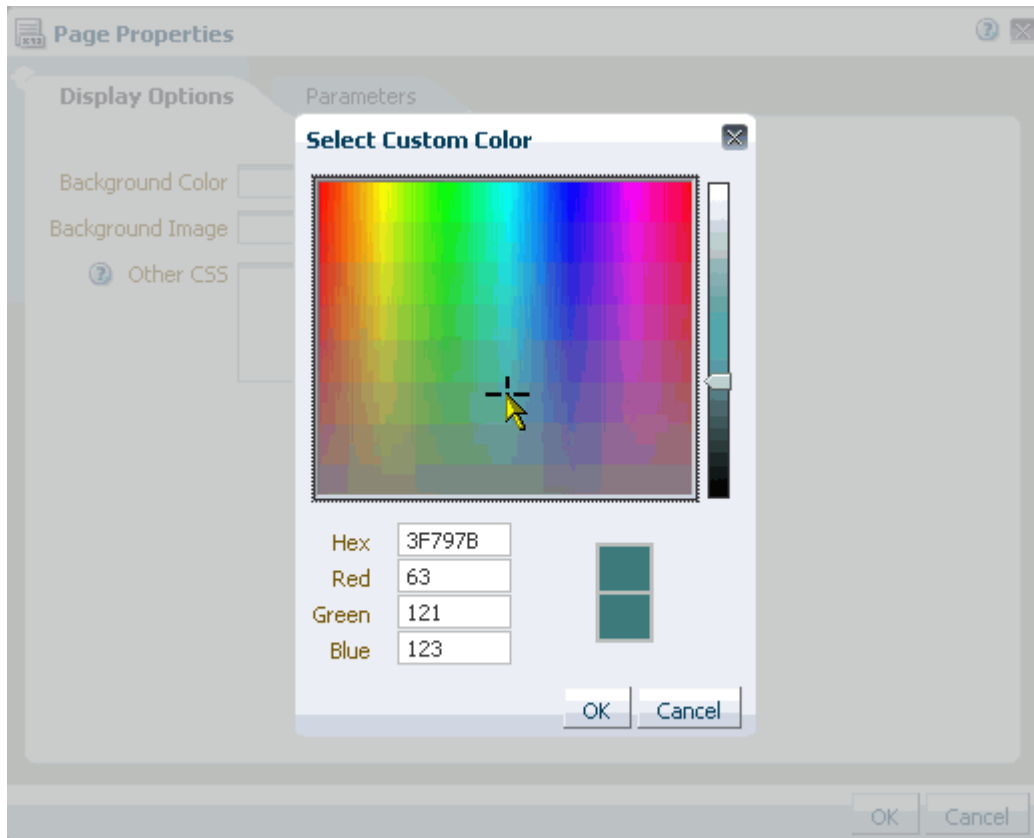 Page Properties
Display Options
Parameters
Select Custom Color
Background Color
Background Image
Other CSS
Hex 3F797B
Red 63
Green 121
Blue 123
OK Cancel
OK Cancel